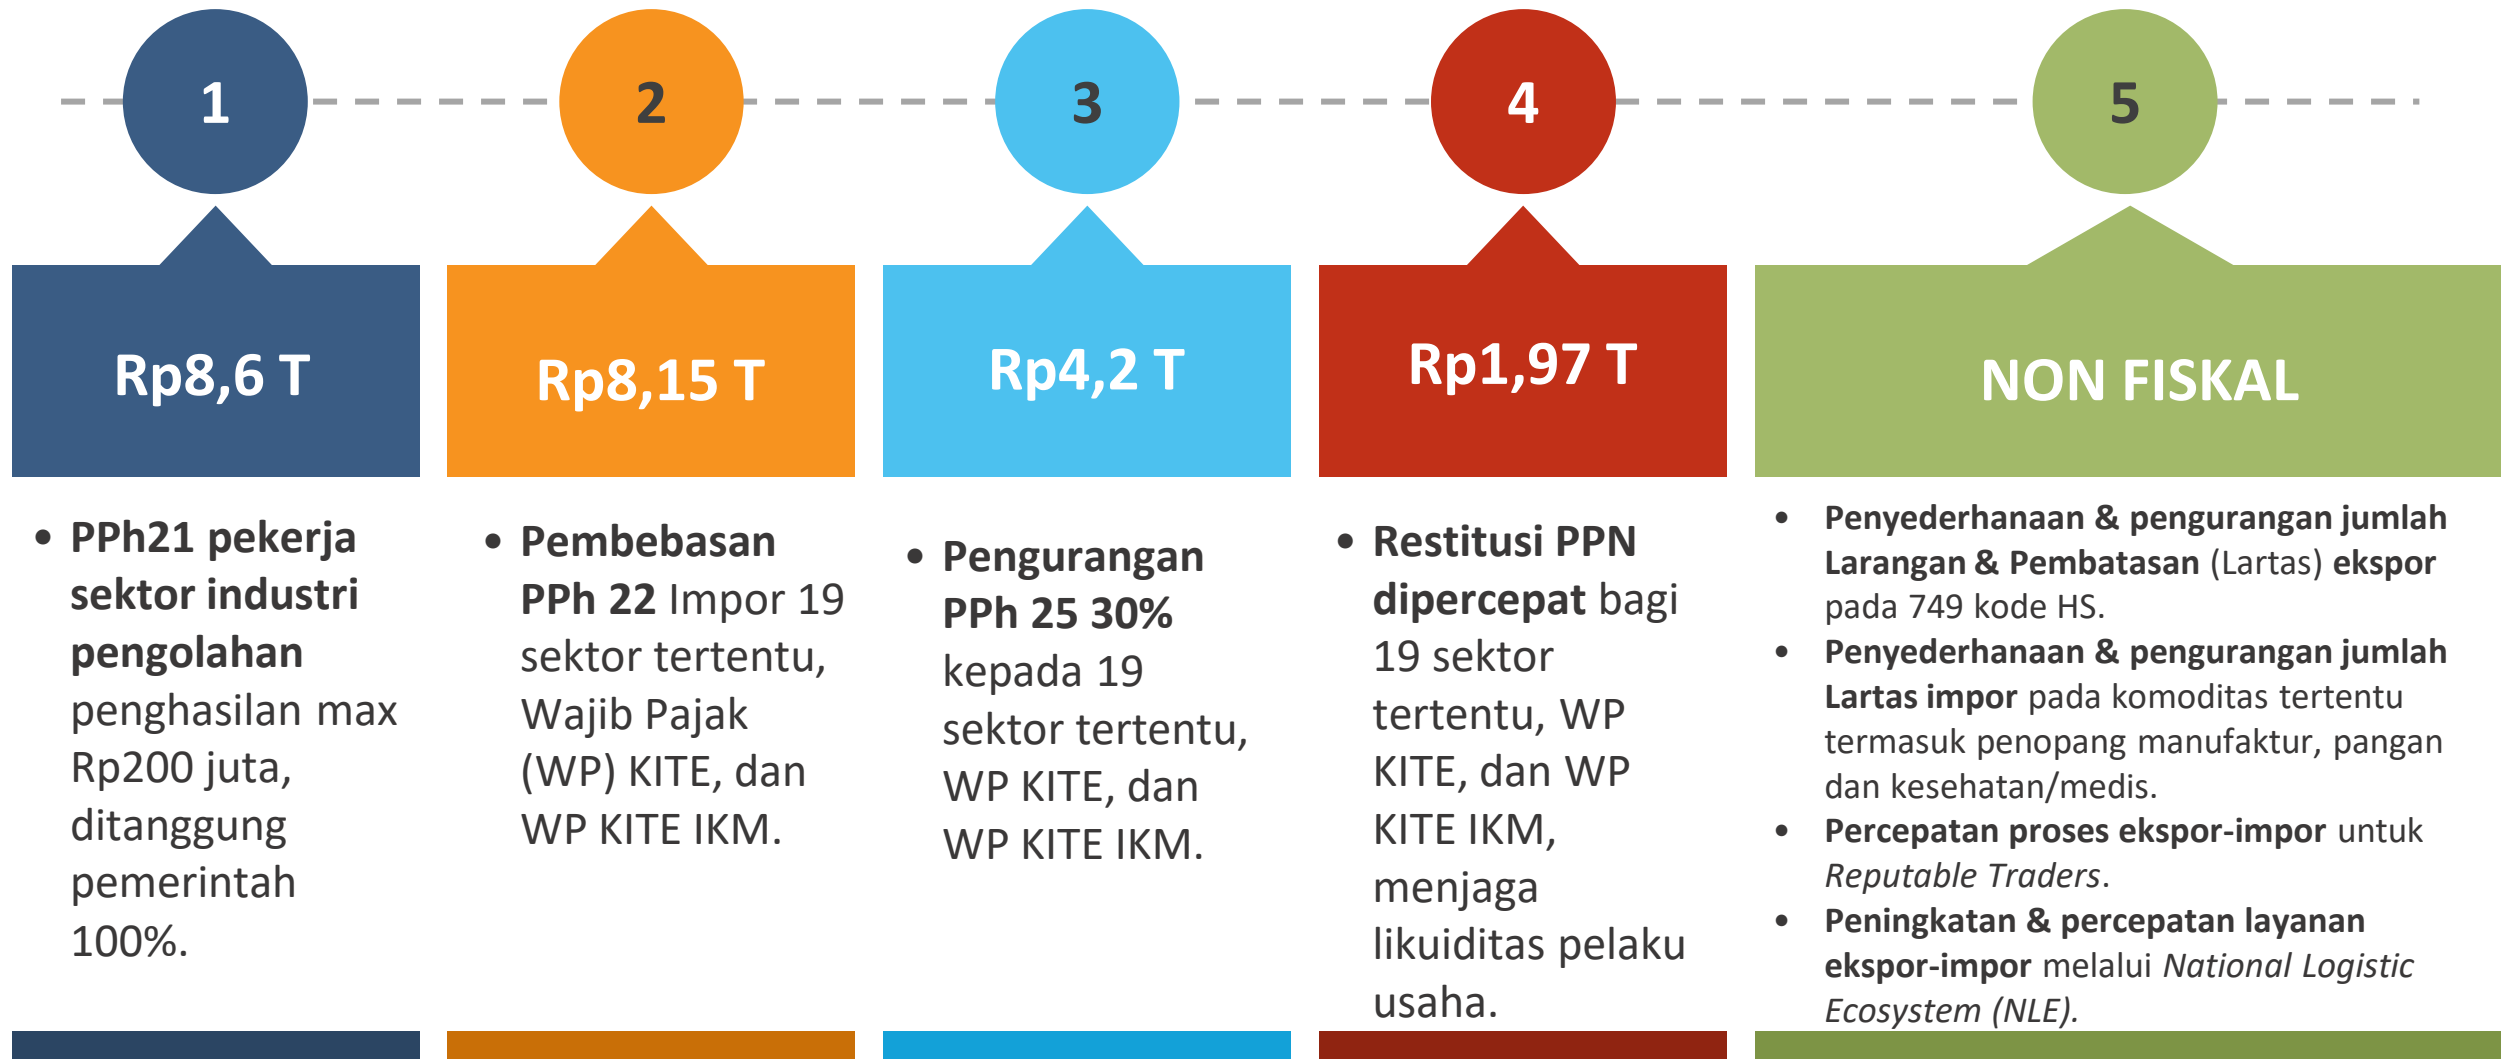 1
2
3
4
5
Rp8,6 T
Rp8,15 T
Rp4,2 T
Rp1,97 T
NON FISKAL
• PPh21 pekerja
sektor industri
pengolahan
penghasilan max
Rp200 juta,
ditanggung
pemerintah
100%.
• Pembebasan
PPh 22 Impor 19
sektor tertentu,
Wajib Pajak
(WP) KITE, dan
WP KITE IKM.
• Pengurangan
PPh 25 30%
kepada 19
sektor tertentu,
WP KITE, dan
WP KITE IKM.
• Restitusi PPN
dipercepat bagi
19 sektor
tertentu, WP
KITE, dan WP
KITE IKM,
menjaga
likuiditas pelaku
usaha.
• Penyederhanaan & pengurangan jumlah
Larangan & Pembatasan (Lartas) ekspor
pada 749 kode HS.
• Penyederhanaan & pengurangan jumlah
Lartas impor pada komoditas tertentu
termasuk penopang manufaktur, pangan
dan kesehatan/medis.
• Percepatan proses ekspor-impor untuk
Reputable Traders.
• Peningkatan & percepatan layanan
ekspor-impor melalui National Logistic
Ecosystem (NLE).